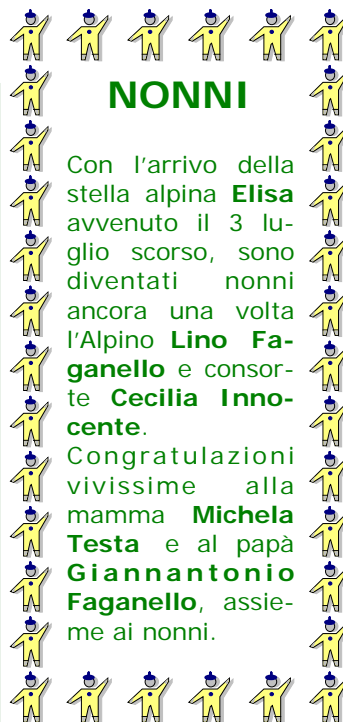 NONNI
Con l'arrivo della
stella alpina Elisa
avvenuto il 3 lu-
glio scorso, sono
diventati nonni
ancora una volta
l'Alpino Lino Fa-
ganello e consor-
te Cecilia Inno-
cente.
Congratulazioni
vivissime alla
mamma Michela
Testa e al papà
Giannantonio
Faganello, assie-
me ai nonni.